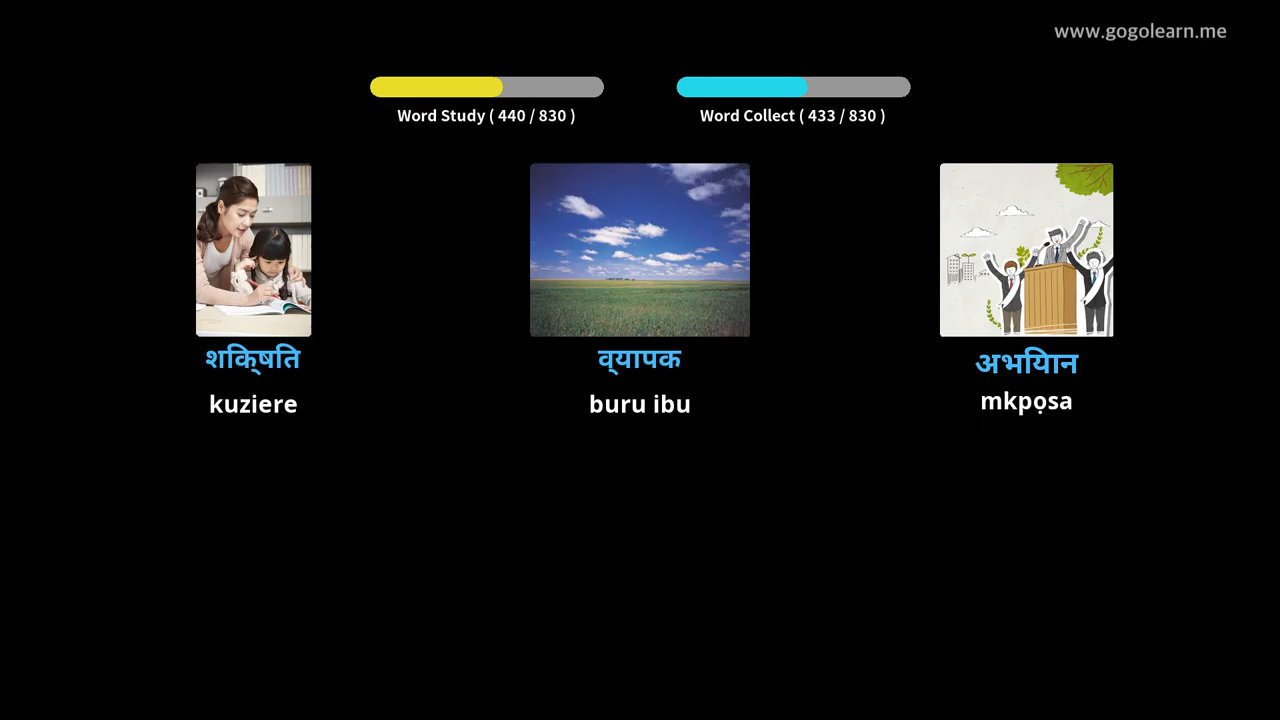 www.gogolearn.me
Word Study ( 440 / 830 )
Word Collect ( 433 / 830 )
शिक्षित
व्यापक
अभियान
kuziere
buru ibu
mkpọsa